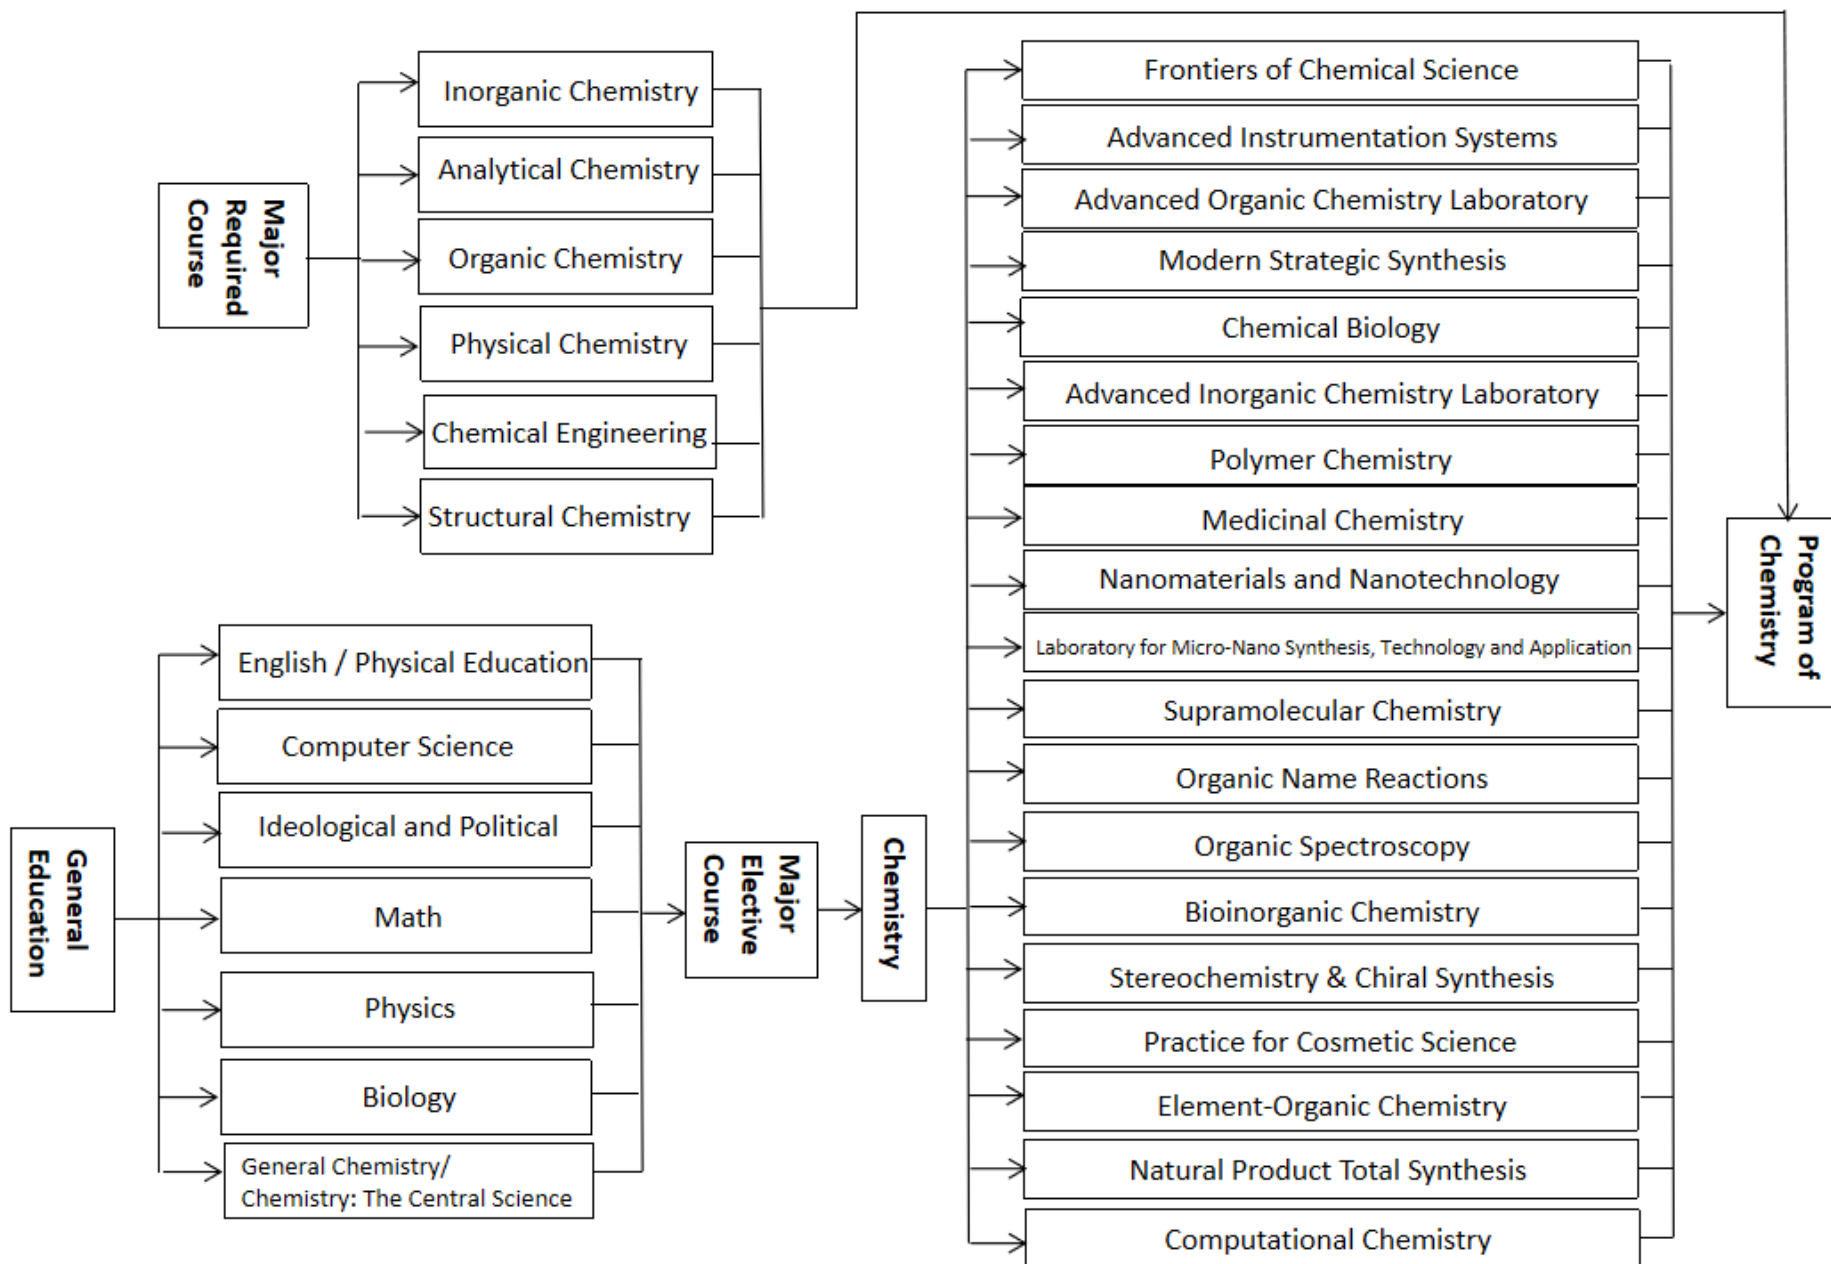 Major
Required
Course
Inorganic Chemistry
Analytical Chemistry
Organic Chemistry
Physical Chemistry
Chemical Engineering
Structural Chemistry
General
Education
English / Physical Education
Computer Science
Ideological and Political
Math
Physics
Biology
General Chemistry/
Chemistry: The Central Science
Major
Elective
Course
Chemistry
Frontiers of Chemical Science
Advanced Instrumentation Systems
Advanced Organic Chemistry Laboratory
Modern Strategic Synthesis
Chemical Biology
Advanced Inorganic Chemistry Laboratory
Polymer Chemistry
Medicinal Chemistry
Nanomaterials and Nanotechnology
Laboratory for Micro-Nano Synthesis, Technology and Application
Supramolecular Chemistry
Organic Name Reactions
Organic Spectroscopy
Bioinorganic Chemistry
Stereochemistry & Chiral Synthesis
Practice for Cosmetic Science
Element-Organic Chemistry
Natural Product Total Synthesis
Computational Chemistry
Program of
Chemistry